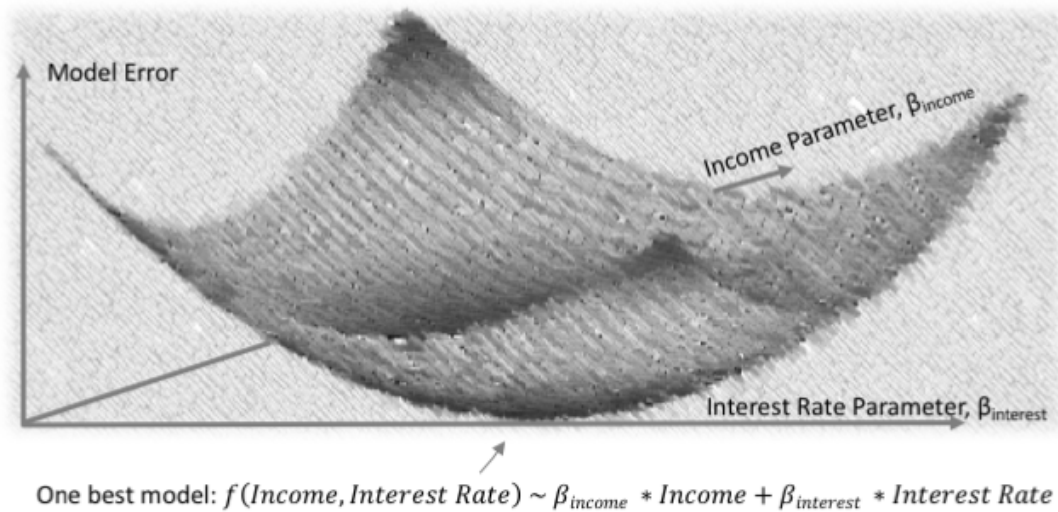 Model Error
Income Parameter, βincome
Interest Rate Parameter, βinterest
One best model: f(Income, Interest Rate) ~ βincome * Income + βinterest * Interest Rate